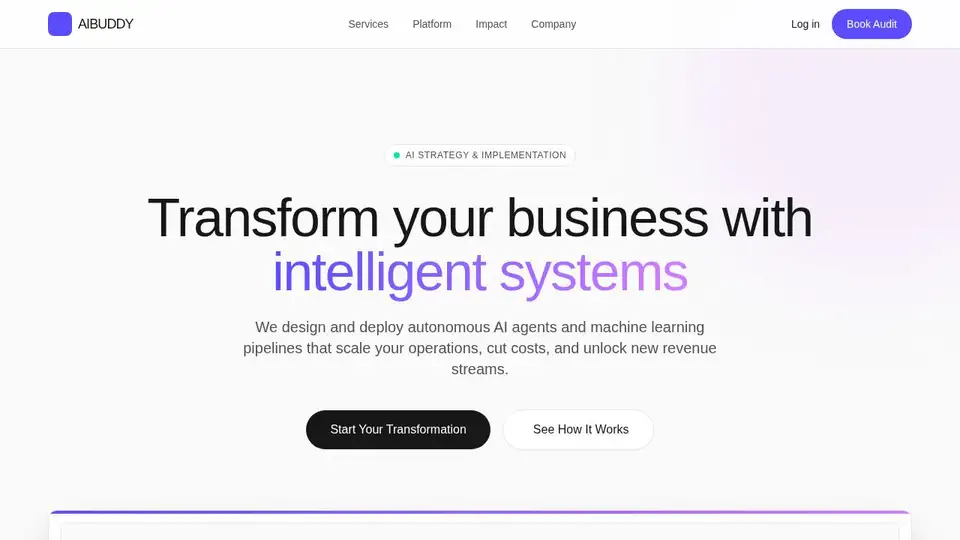 AIBUDDY
Services Platform Impact Company
Log in
Book Audit
AI STRATEGY & IMPLEMENTATION
Transform your business with
intelligent systems
We design and deploy autonomous AI agents and machine learning
pipelines that scale your operations, cut costs, and unlock new revenue
streams.
Start Your Transformation
See How It Works